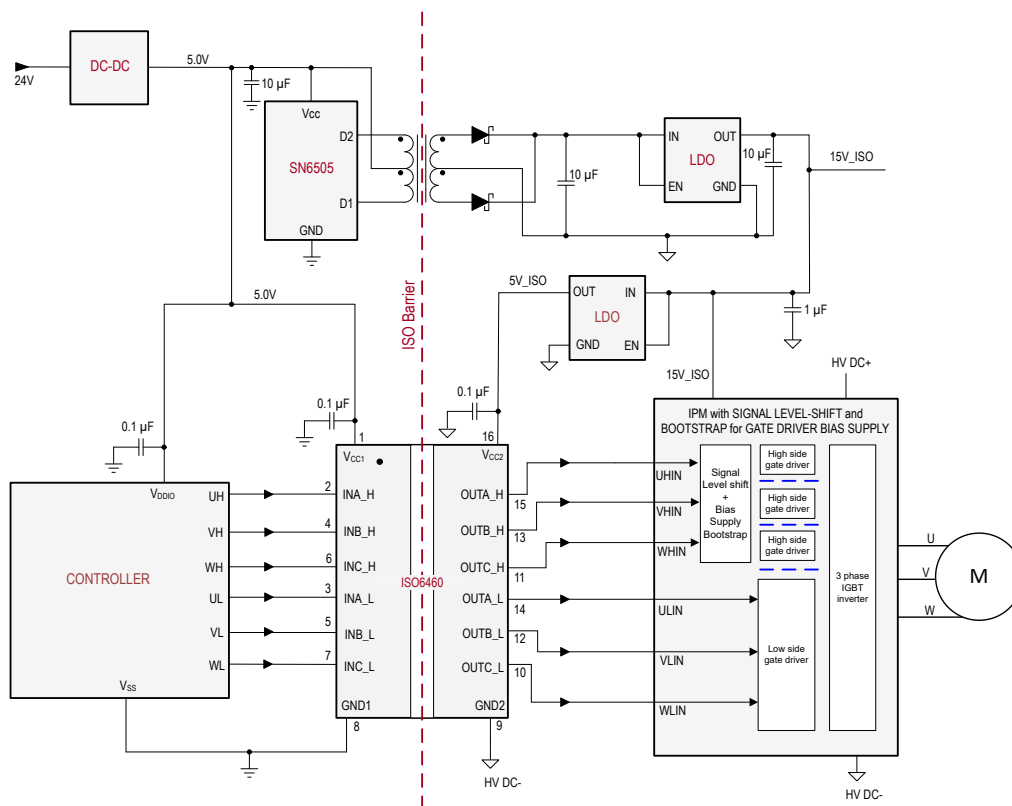 DC-DC
24V
5.0V
10 µF
Vcc
D2
SN6505
D1
GND
ISO Barrier
10 µF
IN
OUT
LDO
EN
GND
10 µF
15V_ISO
5.0V
5V_ISO
OUT
IN
LDO
GND
EN
1 µF
15V_ISO
HV DC+
0.1 µF
0.1 µF
0.1 µF
1
16
VDDIO
CONTROLLER
UH
VH
WH
UL
VL
WL
VSS
2
4
6
3
5
7
VCC1
INA_H
INB_H
INC_H
INA_L
INB_L
INC_L
GND1
8
ISO6460
VCC2
OUTA_H
OUTB_H
OUTC_H
OUTA_L
OUTB_L
OUTC_L
GND2
9
15
13
11
14
12
10
HV DC-
IPM with SIGNAL LEVEL-SHIFT and
BOOTSTRAP for GATE DRIVER BIAS SUPPLY
UHIN
VHIN
WHIN
ULIN
VLIN
WLIN
Signal
Level shift
+
Bias
Supply
Bootstrap
High side
gate driver
High side
gate driver
High side
gate driver
Low side
gate driver
3 phase
IGBT
inverter
U
V
W
M
HV DC-